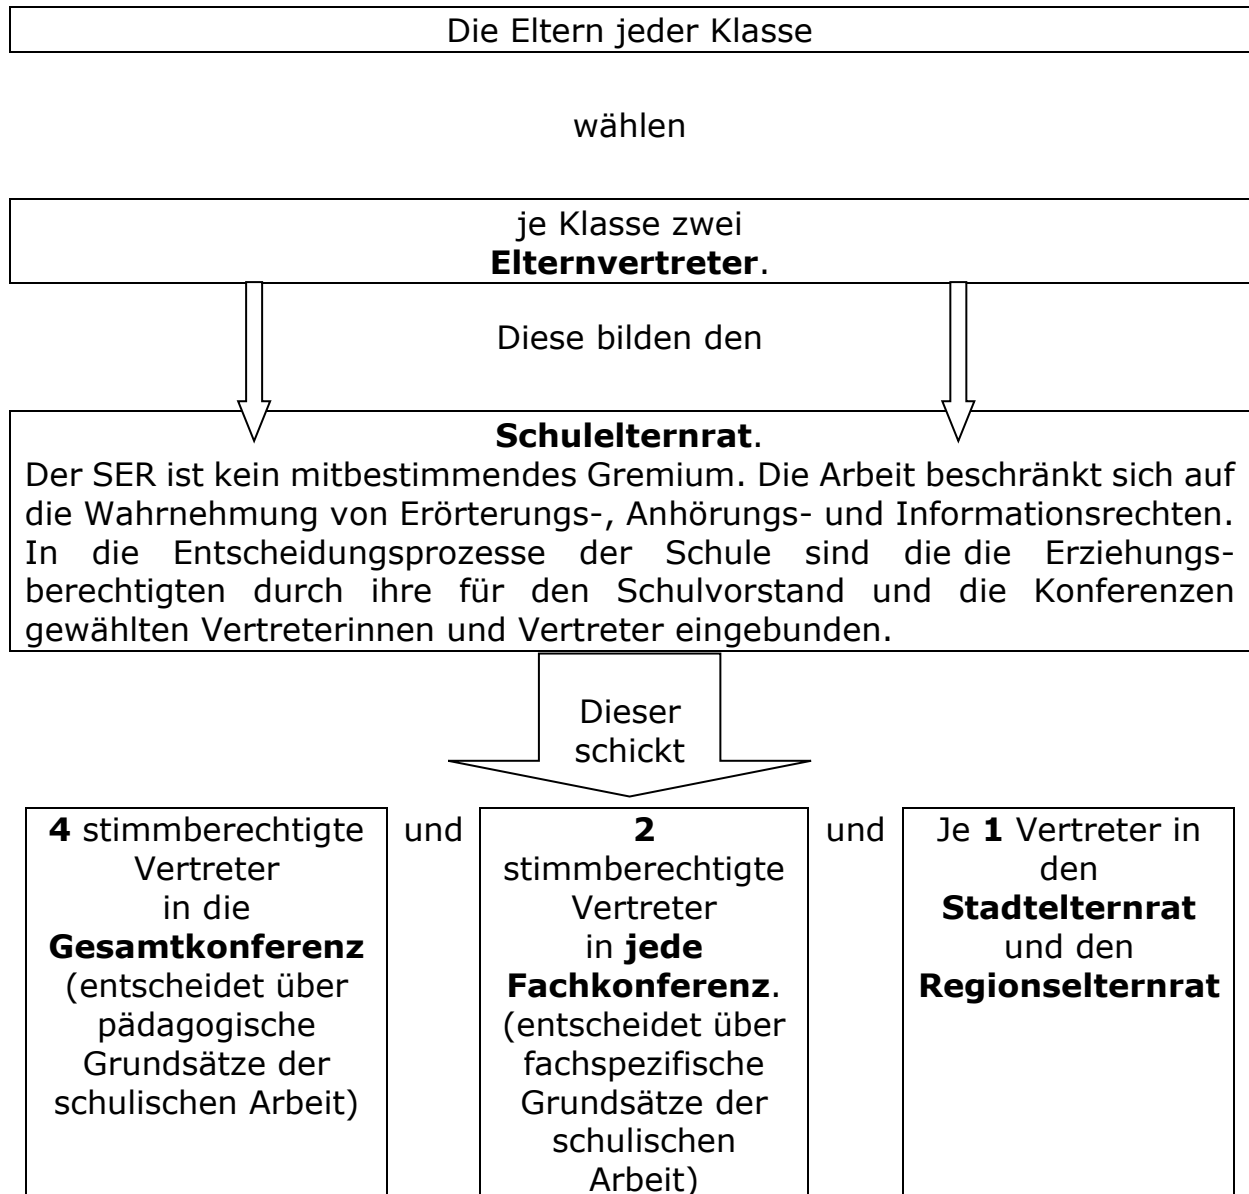 Die Eltern jeder Klasse
wählen
je Klasse zwei
Elternvertreter.
Diese bilden den
Schulelternrat.
Der SER ist kein mitbestimmendes Gremium. Die Arbeit beschränkt sich auf
die Wahrnehmung von Erörterungs-, Anhörungs- und Informationsrechten.
In die Entscheidungsprozesse der Schule sind die die Erziehungs-
berechtigten durch ihre für den Schulvorstand und die Konferenzen
gewählten Vertreterinnen und Vertreter eingebunden.
Dieser
schickt
4 stimmberechtigte
Vertreter
in die
Gesamtkonferenz
(entscheidet über
pädagogische
Grundsätze der
schulischen Arbeit)
und
2
stimmberechtigte
Vertreter
in jede
Fachkonferenz.
(entscheidet über
fachspezifische
Grundsätze der
schulischen
Arbeit)
und
Je 1 Vertreter in
den
Stadtelternrat
und den
Regionselternrat